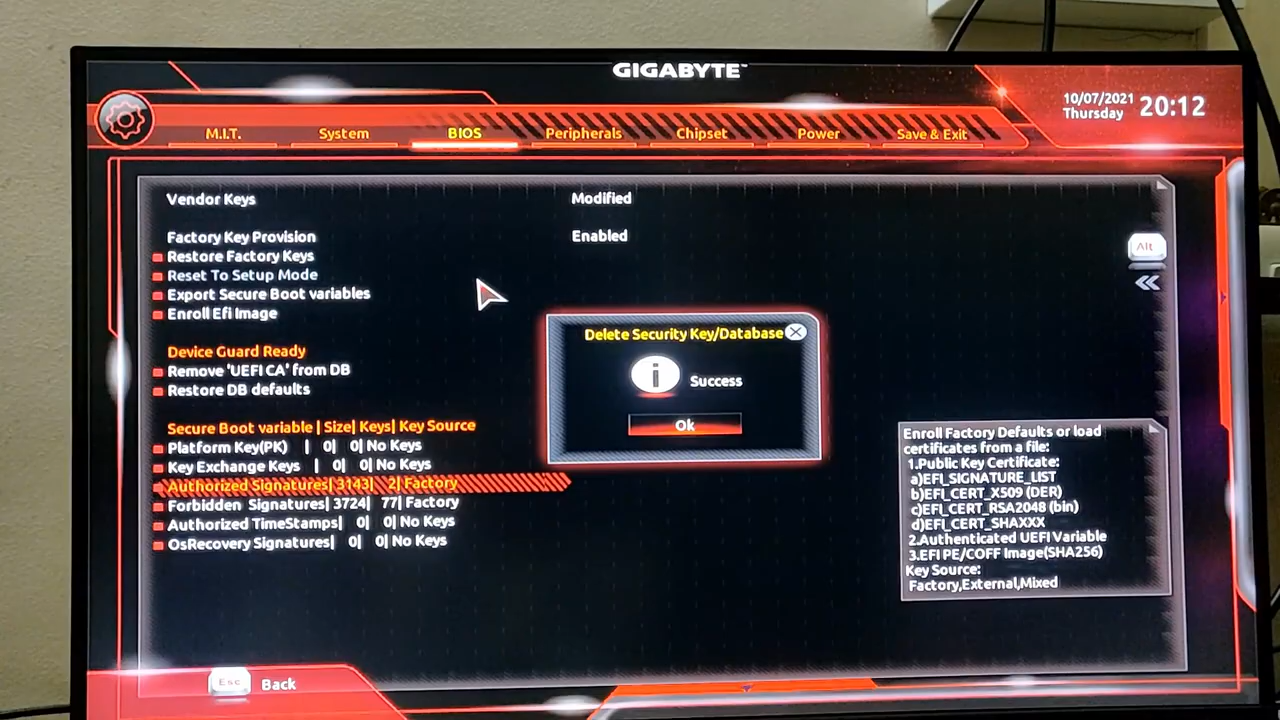 GIGABYTE™
10/07/2021
Thursday
20:12
M.I.T. System BIOS Peripherals Chipset Power Save & Exit
Vendor Keys Modified
Factory Key Provision Enabled
Restore Factory Keys
Reset To Setup Mode
Export Secure Boot variables
Enroll Efi Image
Device Guard Ready
Remove 'UEFI CA' from DB
Restore DB defaults
Secure Boot variable | Size| Keys| Key Source
Platform Key(PK) | 0| 0| No Keys
Key Exchange Keys | 0| 0| No Keys
Authorized Signatures| 3143| 2| Factory
Forbidden Signatures| 3724| 77| Factory
Authorized TimeStamps| 0| 0| No Keys
OsRecovery Signatures| 0| 0| No Keys
Delete Security Key/Database
Success
Ok
Alt
Enroll Factory Defaults or load
certificates from a file:
1.Public Key Certificate:
a)EFI_SIGNATURE_LIST
b)EFI_CERT_X509 (DER)
c)EFI_CERT_RSA2048 (bin)
d)EFI_CERT_SHAXXX
2.Authenticated UEFI Variable
3.EFI PE/COFF Image(SHA256)
Key Source:
Factory,External,Mixed
Esc Back